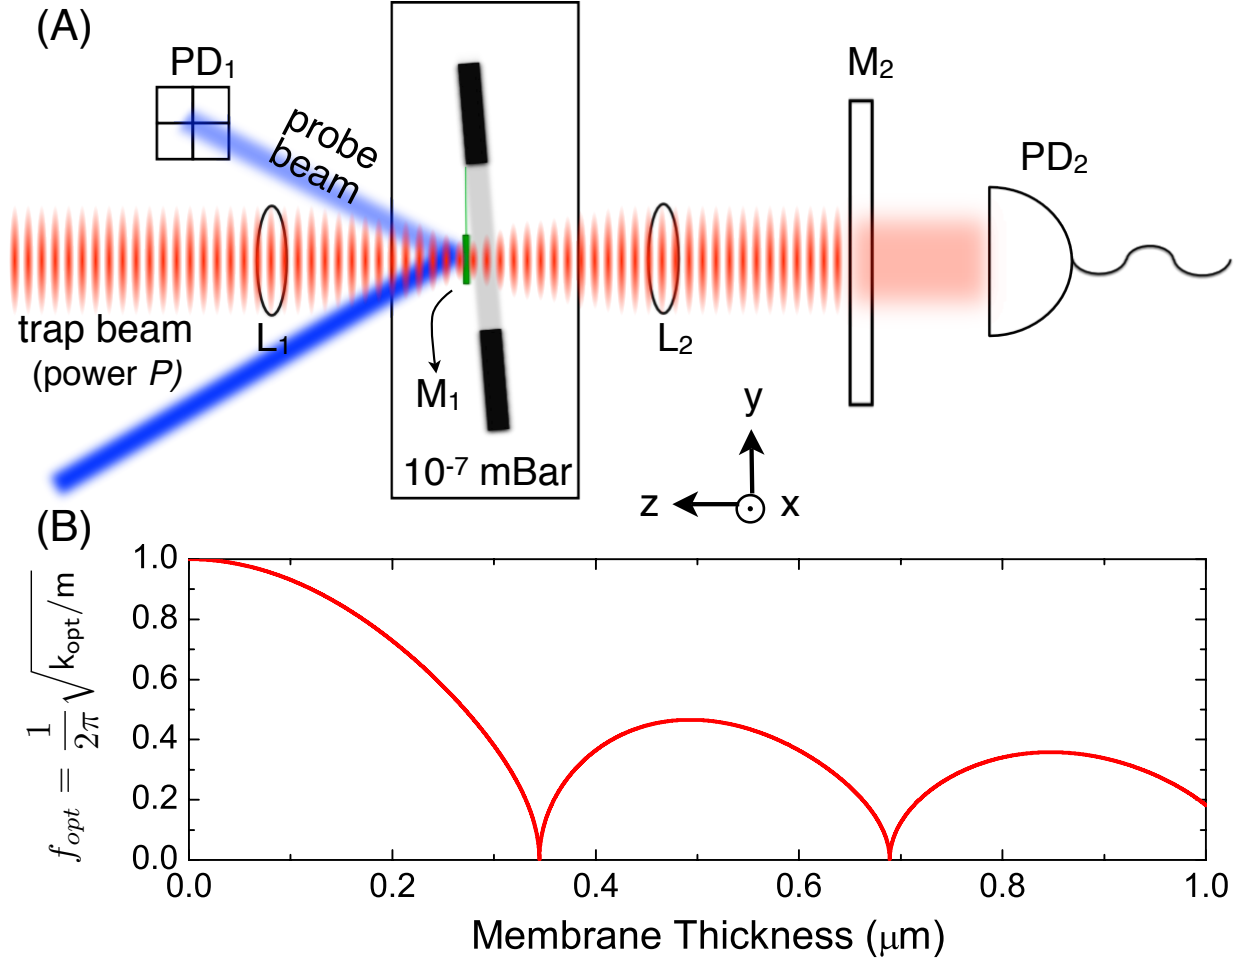 (A)
PD₁
probe
beam
M₂
PD₂
trap beam
(power P)
L₁
L₂
M₁
10⁻⁷ mBar
y
z
x
(B)
f_opt = 1/2π √k_opt/m
1.0
0.8
0.6
0.4
0.2
0.0
0.0 0.2 0.4 0.6 0.8 1.0
Membrane Thickness (μm)